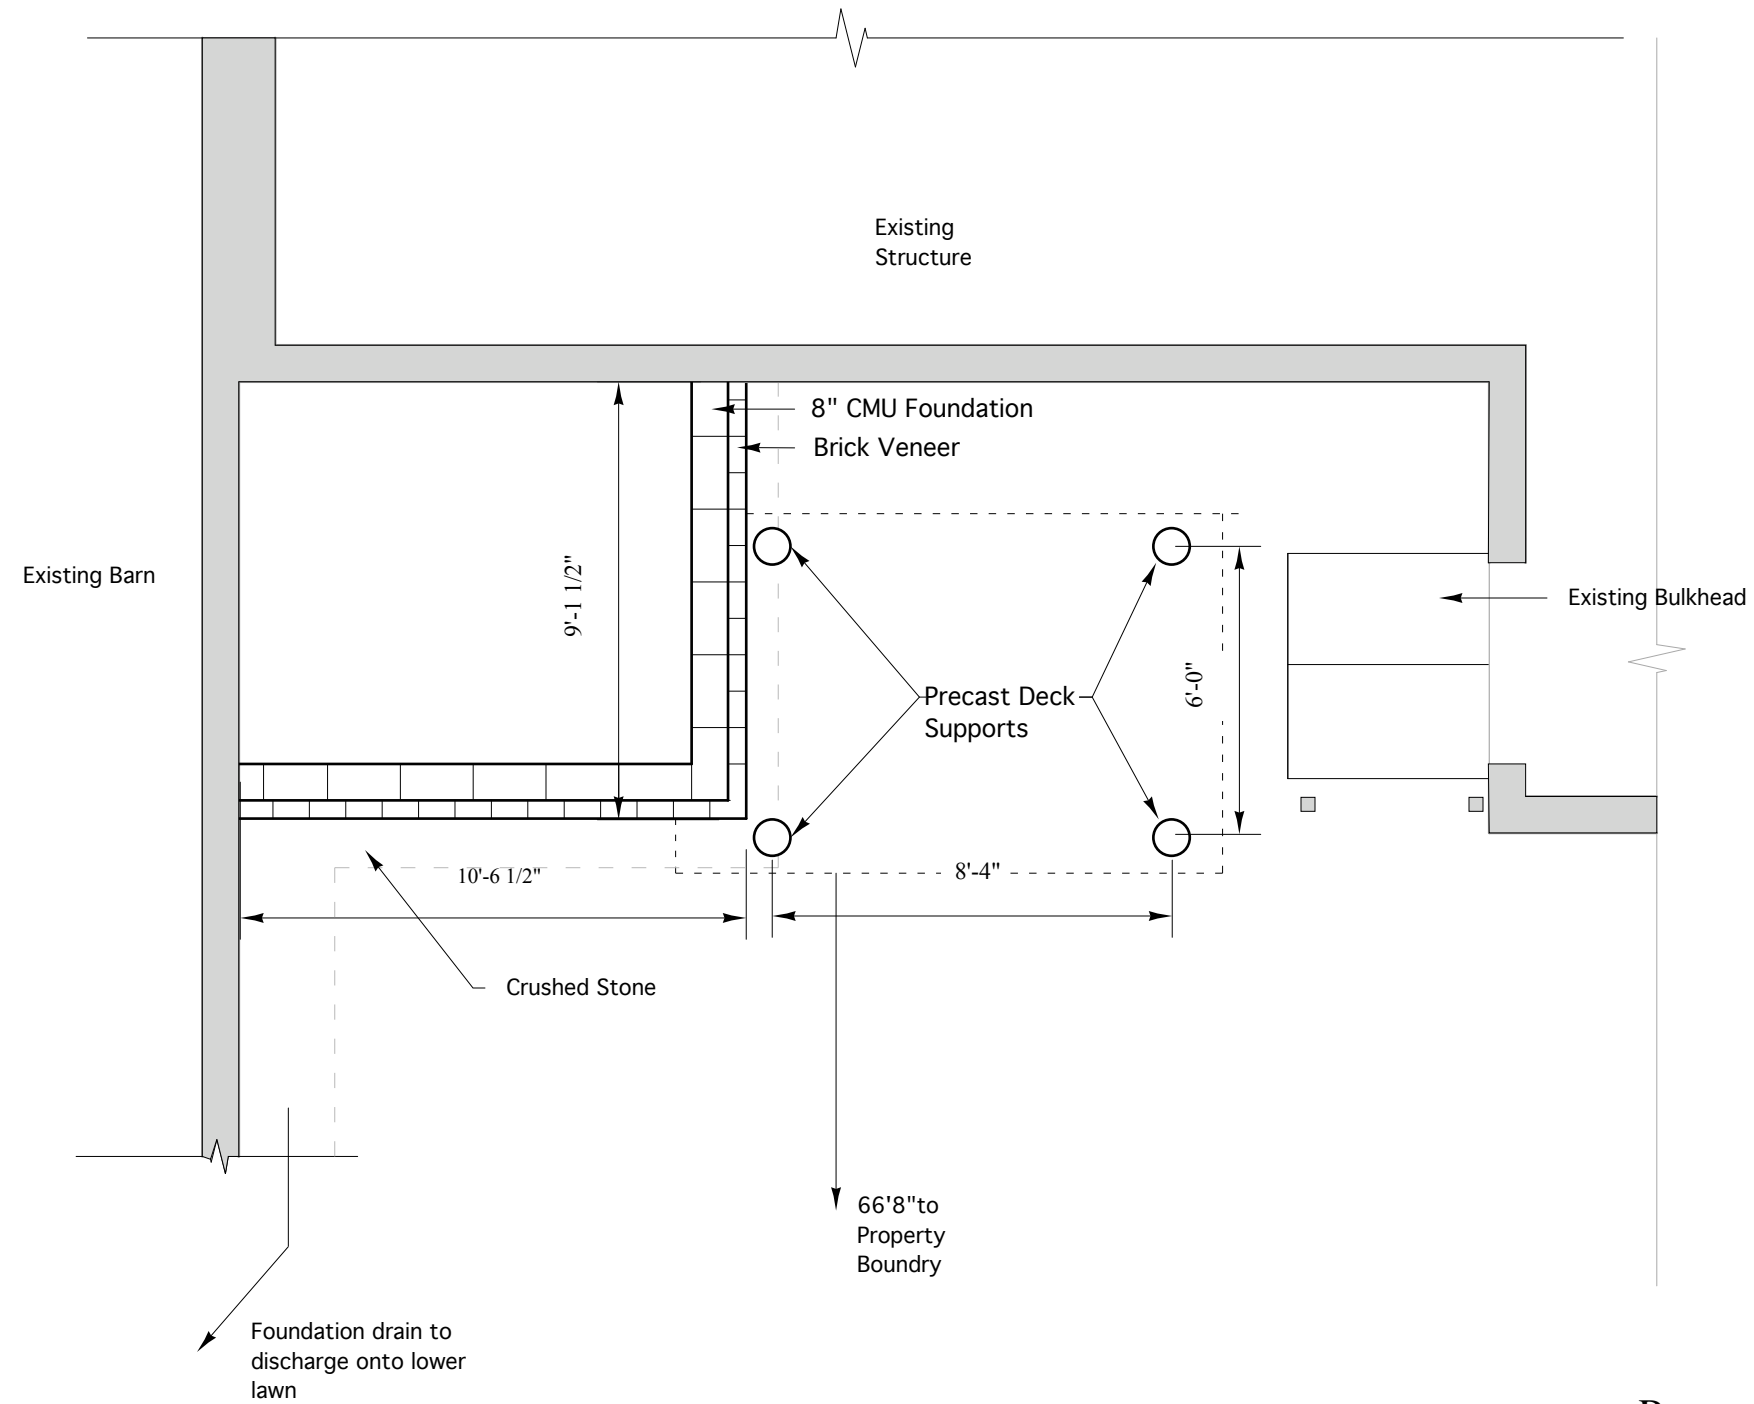 Existing
Structure
8" CMU Foundation
Brick Veneer
9'-1 1/2"
Existing Barn
Existing Bulkhead
6'-0"
Precast Deck
Supports
10'-6 1/2"
8'-4"
Crushed Stone
66'8"to
Property
Boundry
Foundation drain to
discharge onto lower
lawn